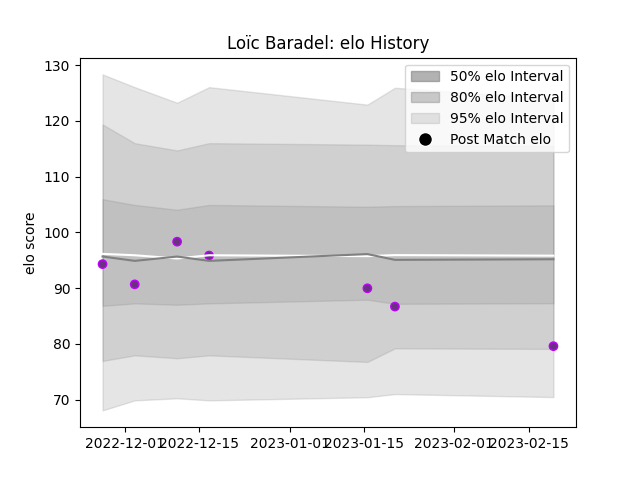 Loïc Baradel: elo History
130
120
110
100
90
80
70
elo score
50% elo Interval
80% elo Interval
95% elo Interval
Post Match elo
2022-12-01
2022-12-15
2023-01-01
2023-01-15
2023-02-01
2023-02-15